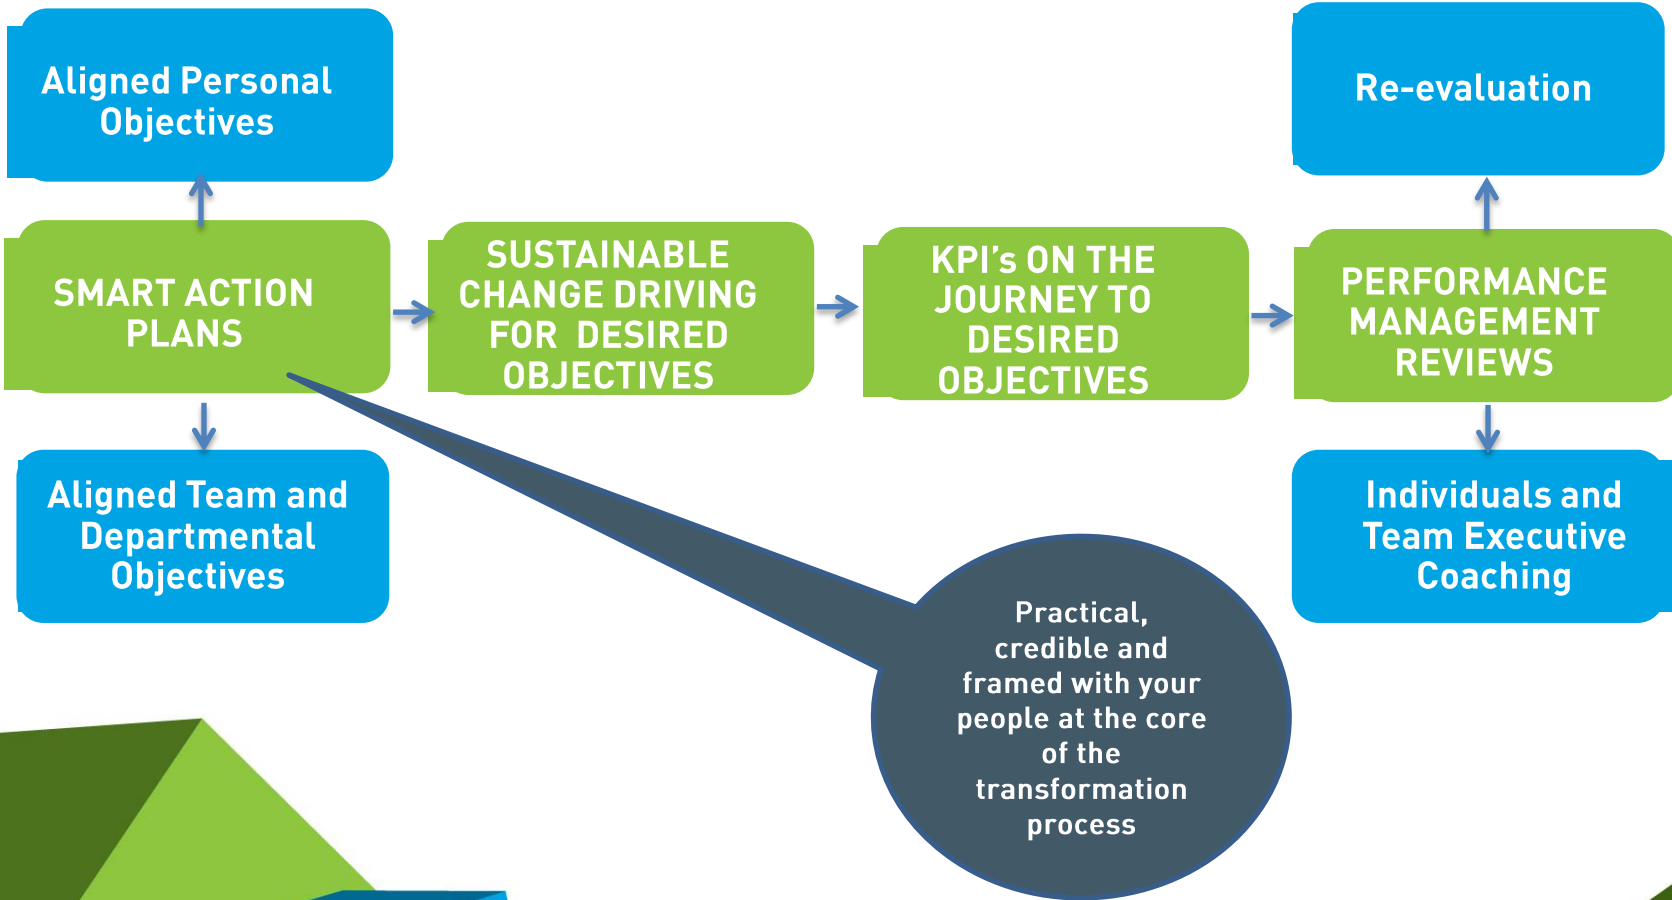 Aligned Personal
Objectives
Re-evaluation
SMART ACTION
PLANS
SUSTAINABLE
CHANGE DRIVING
FOR DESIRED
OBJECTIVES
KPI's ON THE
JOURNEY TO
DESIRED
OBJECTIVES
PERFORMANCE
MANAGEMENT
REVIEWS
Aligned Team and
Departmental
Objectives
Individuals and
Team Executive
Coaching
Practical,
credible and
framed with your
people at the core
of the
transformation
process